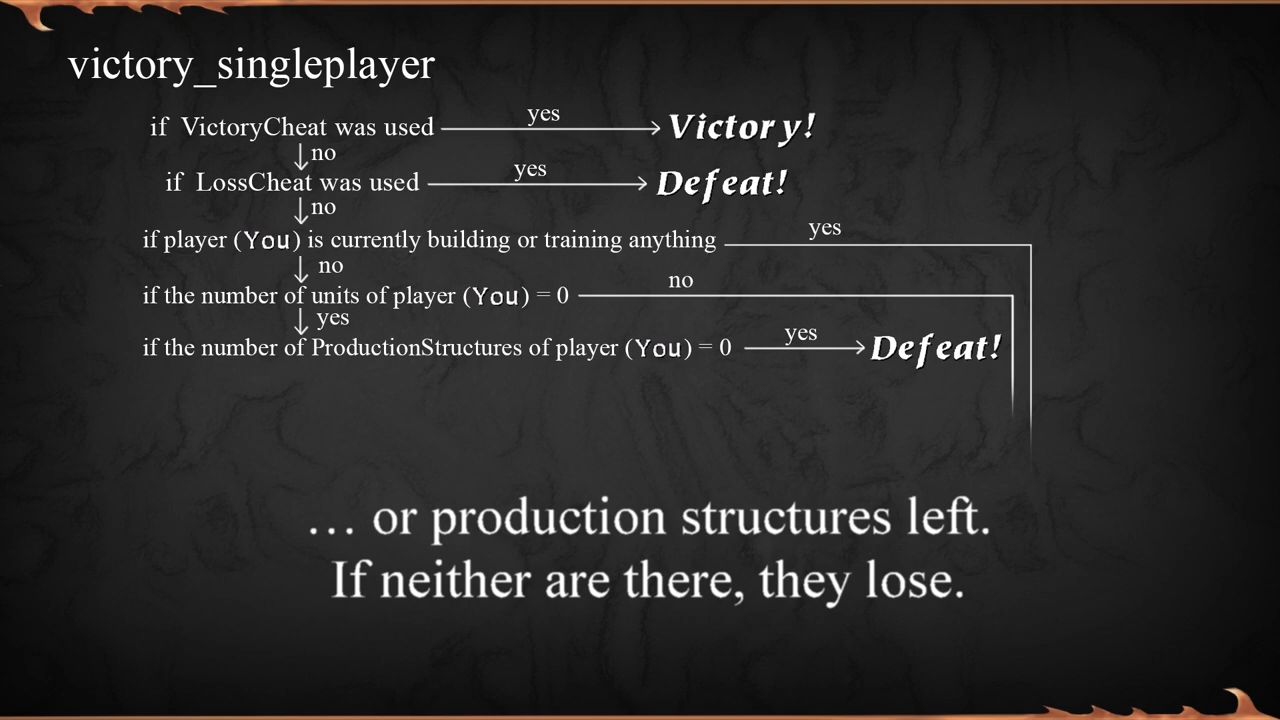 victory_singleplayer
if VictoryCheat was used yes Victory!
no
if LossCheat was used yes Defeat!
no
if player (You) is currently building or training anything yes
no
if the number of units of player (You) = 0 no
yes
if the number of ProductionStructures of player (You) = 0 yes Defeat!
… or production structures left.
If neither are there, they lose.